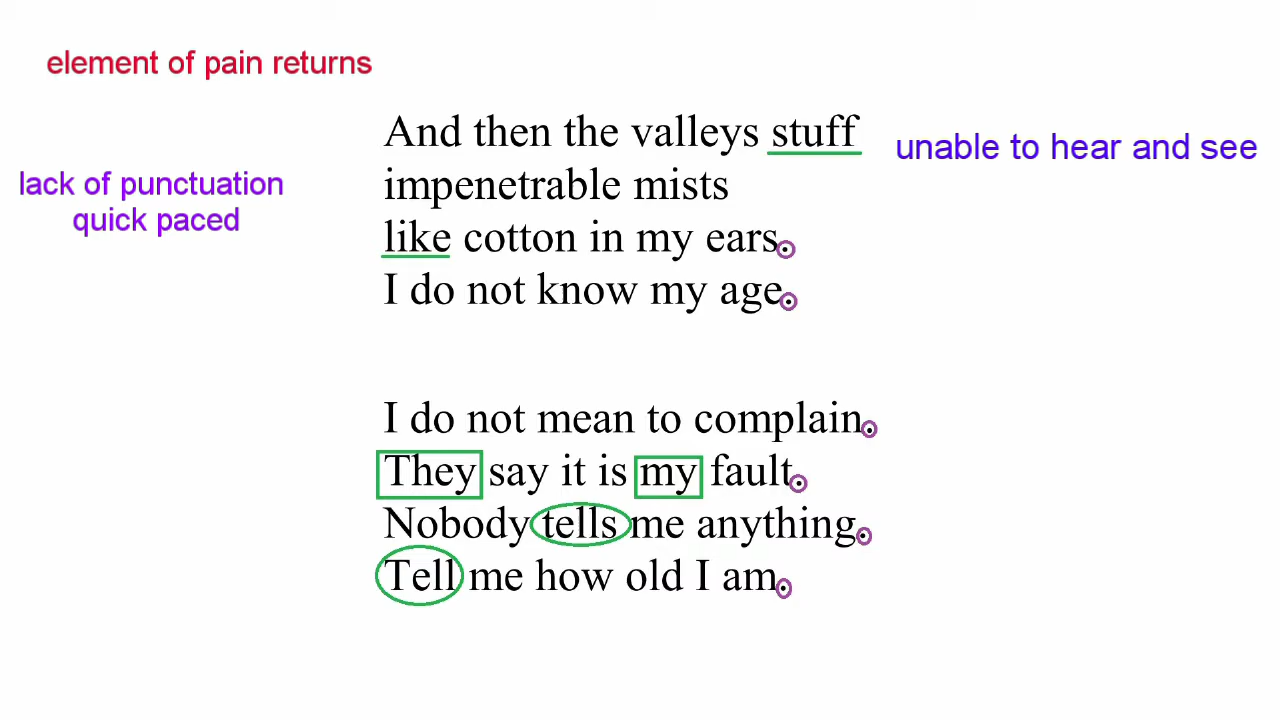 element of pain returns
And then the valleys stuff
unable to hear and see
lack of punctuation
quick paced
impenetrable mists
like cotton in my ears.
I do not know my age.
I do not mean to complain.
They say it is my fault.
Nobody tells me anything.
Tell me how old I am.